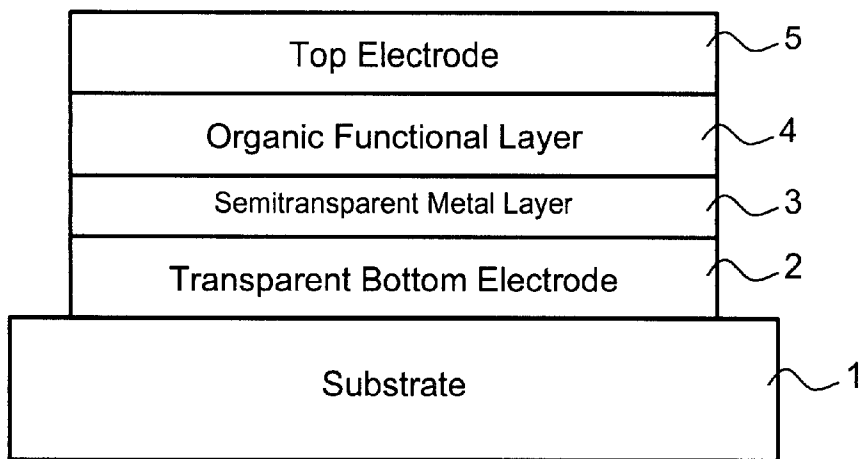 Top Electrode 5
Organic Functional Layer 4
Semitransparent Metal Layer 3
Transparent Bottom Electrode 2
Substrate 1